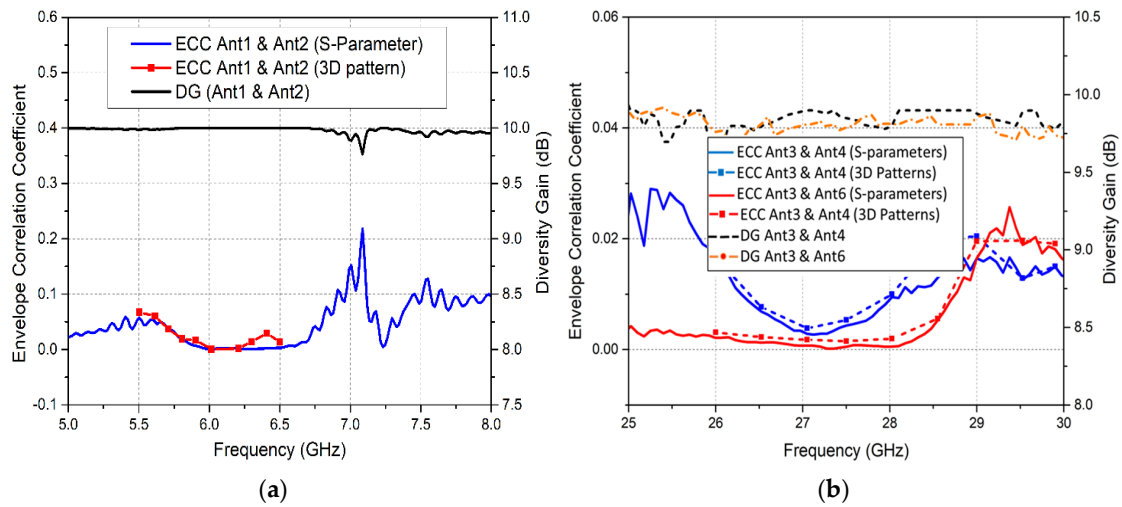 0.6
0.5
0.4
0.3
0.2
0.1
0.0
-0.1
Envelope Correlation Coefficient
ECC Ant1 & Ant2 (S-Parameter)
ECC Ant1 & Ant2 (3D pattern)
DG (Ant1 & Ant2)
11.0
10.5
10.0
9.5
9.0
8.5
8.0
7.5
Diversity Gain (dB)
5.0 5.5 6.0 6.5 7.0 7.5 8.0
Frequency (GHz)
(a)
0.06
0.04
0.02
0.00
Envelope Correlation Coefficient
ECC Ant3 & Ant4 (S-parameters)
ECC Ant3 & Ant4 (3D Patterns)
ECC Ant3 & Ant6 (S-parameters)
ECC Ant3 & Ant4 (3D Patterns)
DG Ant3 & Ant4
DG Ant3 & Ant6
10.5
10.0
9.5
9.0
8.5
8.0
Diversity Gain (dB)
25 26 27 28 29 30
Frequency (GHz)
(b)